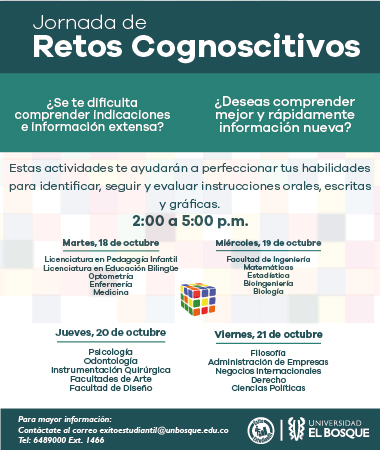 Jornada de
Retos Cognoscitivos
¿Se te dificulta
comprender indicaciones
e información extensa?
¿Deseas comprender
mejor y rápidamente
información nueva?
Estas actividades te ayudarán a perfeccionar tus habilidades
para identificar, seguir y evaluar instrucciones orales, escritas
y gráficas.
2:00 a 5:00 p.m.
Martes, 18 de octubre
Licenciatura en Pedagogía Infantil
Licenciatura en Educación Bilingüe
Optometría
Enfermería
Medicina
Miércoles, 19 de octubre
Facultad de Ingeniería
Matemáticas
Estadística
Bioingeniería
Biología
Jueves, 20 de octubre
Psicología
Odontología
Instrumentación Quirúrgica
Facultades de Arte
Facultad de Diseño
Viernes, 21 de octubre
Filosofía
Administración de Empresas
Negocios Internacionales
Derecho
Ciencias Políticas
Para mayor información:
Contáctate al correo exitoestudiantil@unbosque.edu.co
Tel: 6489000 Ext. 1466
UNIVERSIDAD
EL BOSQUE